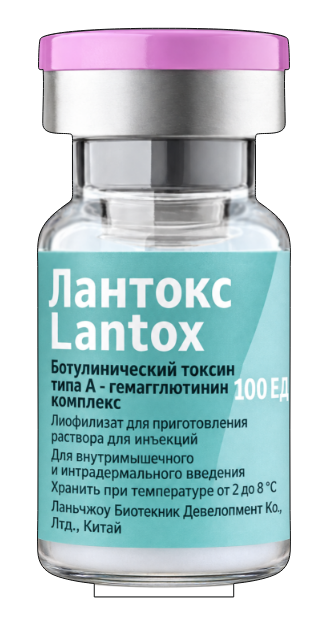 Лантокс
Lantox
Ботулинический токсин
типа А - гемагглютинин
комплекс
100 ЕД
Лиофилизат для приготовления
раствора для инъекций
Для внутримышечного
и интрадермального введения
Хранить при температуре от 2 до 8 °C
Ланьчжоу Биотекник Девелопмент Ко.,
Лтд., Китай